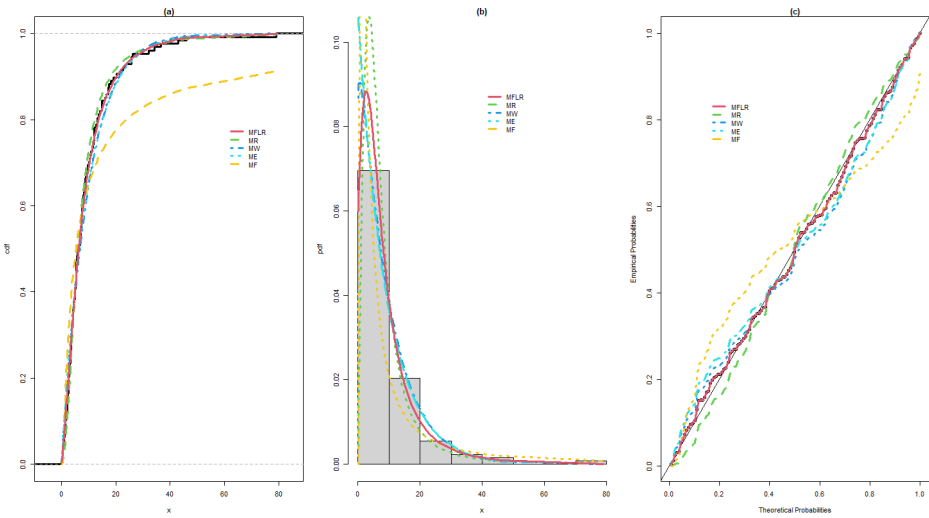 (a)
cdf
0.0
0.2
0.4
0.6
0.8
1.0
MFLR
MR
MW
ME
MF
0
20
40
60
80
x
(b)
pdf
0.00
0.02
0.04
0.06
0.08
0.10
MFLR
MR
MW
ME
MF
0
20
40
60
80
x
(c)
Empirical Probabilities
0.0
0.2
0.4
0.6
0.8
1.0
MFLR
MR
MW
ME
MF
0.0
0.2
0.4
0.6
0.8
1.0
Theoretical Probabilities